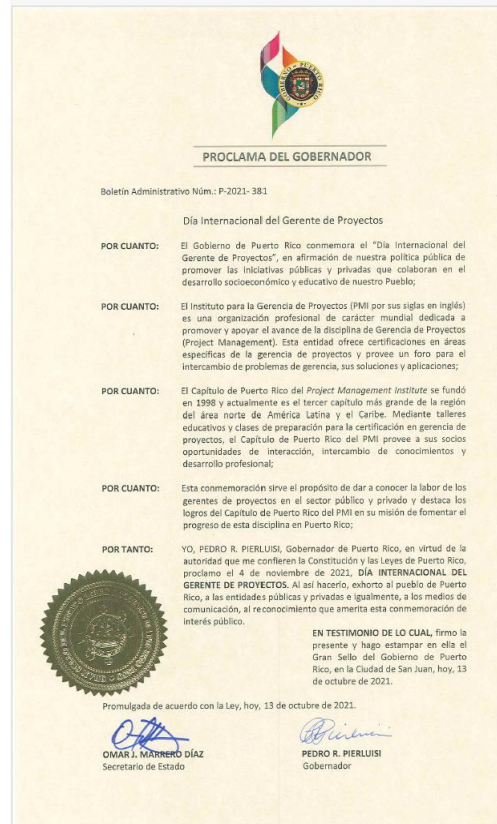 GOBIERNO DE PUERTO RICO
PROCLAMA DEL GOBERNADOR
Boletín Administrativo Núm.: P-2021- 381
Día Internacional del Gerente de Proyectos
POR CUANTO: El Gobierno de Puerto Rico conmemora el “Día Internacional del
Gerente de Proyectos”, en afirmación de nuestra política pública de
promover las iniciativas públicas y privadas que colaboran en el
desarrollo socioeconómico y educativo de nuestro Pueblo;
POR CUANTO: El Instituto para la Gerencia de Proyectos (PMI por sus siglas en inglés)
es una organización profesional de carácter mundial dedicada a
promover y apoyar el avance de la disciplina de Gerencia de Proyectos
(Project Management). Esta entidad ofrece certificaciones en áreas
específicas de la gerencia de proyectos y provee un foro para el
intercambio de problemas de gerencia, sus soluciones y aplicaciones;
POR CUANTO: El Capítulo de Puerto Rico del Project Management Institute se fundó
en 1998 y actualmente es el tercer capítulo más grande de la región
del área norte de América Latina y el Caribe. Mediante talleres
educativos y clases de preparación para la certificación en gerencia de
proyectos, el Capítulo de Puerto Rico del PMI provee a sus socios
oportunidades de interacción, intercambio de conocimientos y
desarrollo profesional;
POR CUANTO: Esta conmemoración sirve el propósito de dar a conocer la labor de los
gerentes de proyectos en el sector público y privado y destaca los
logros del Capítulo de Puerto Rico del PMI en su misión de fomentar el
progreso de esta disciplina en Puerto Rico;
POR TANTO: YO, PEDRO R. PIERLUISI, Gobernador de Puerto Rico, en virtud de la
autoridad que me confieren la Constitución y las Leyes de Puerto Rico,
proclamo el 4 de noviembre de 2021, DÍA INTERNACIONAL DEL
GERENTE DE PROYECTOS. Al así hacerlo, exhorto al pueblo de Puerto
Rico, a las entidades públicas y privadas e igualmente, a los medios de
comunicación, al reconocimiento que amerita esta conmemoración de
interés público.
EN TESTIMONIO DE LO CUAL, firmo la
presente y hago estampar en ella el
Gran Sello del Gobierno de Puerto
Rico, en la Ciudad de San Juan, hoy, 13
de octubre de 2021.
Promulgada de acuerdo con la Ley, hoy, 13 de octubre de 2021.
OMAR J. MARRERO DÍAZ
Secretario de Estado
PEDRO R. PIERLUISI
Gobernador